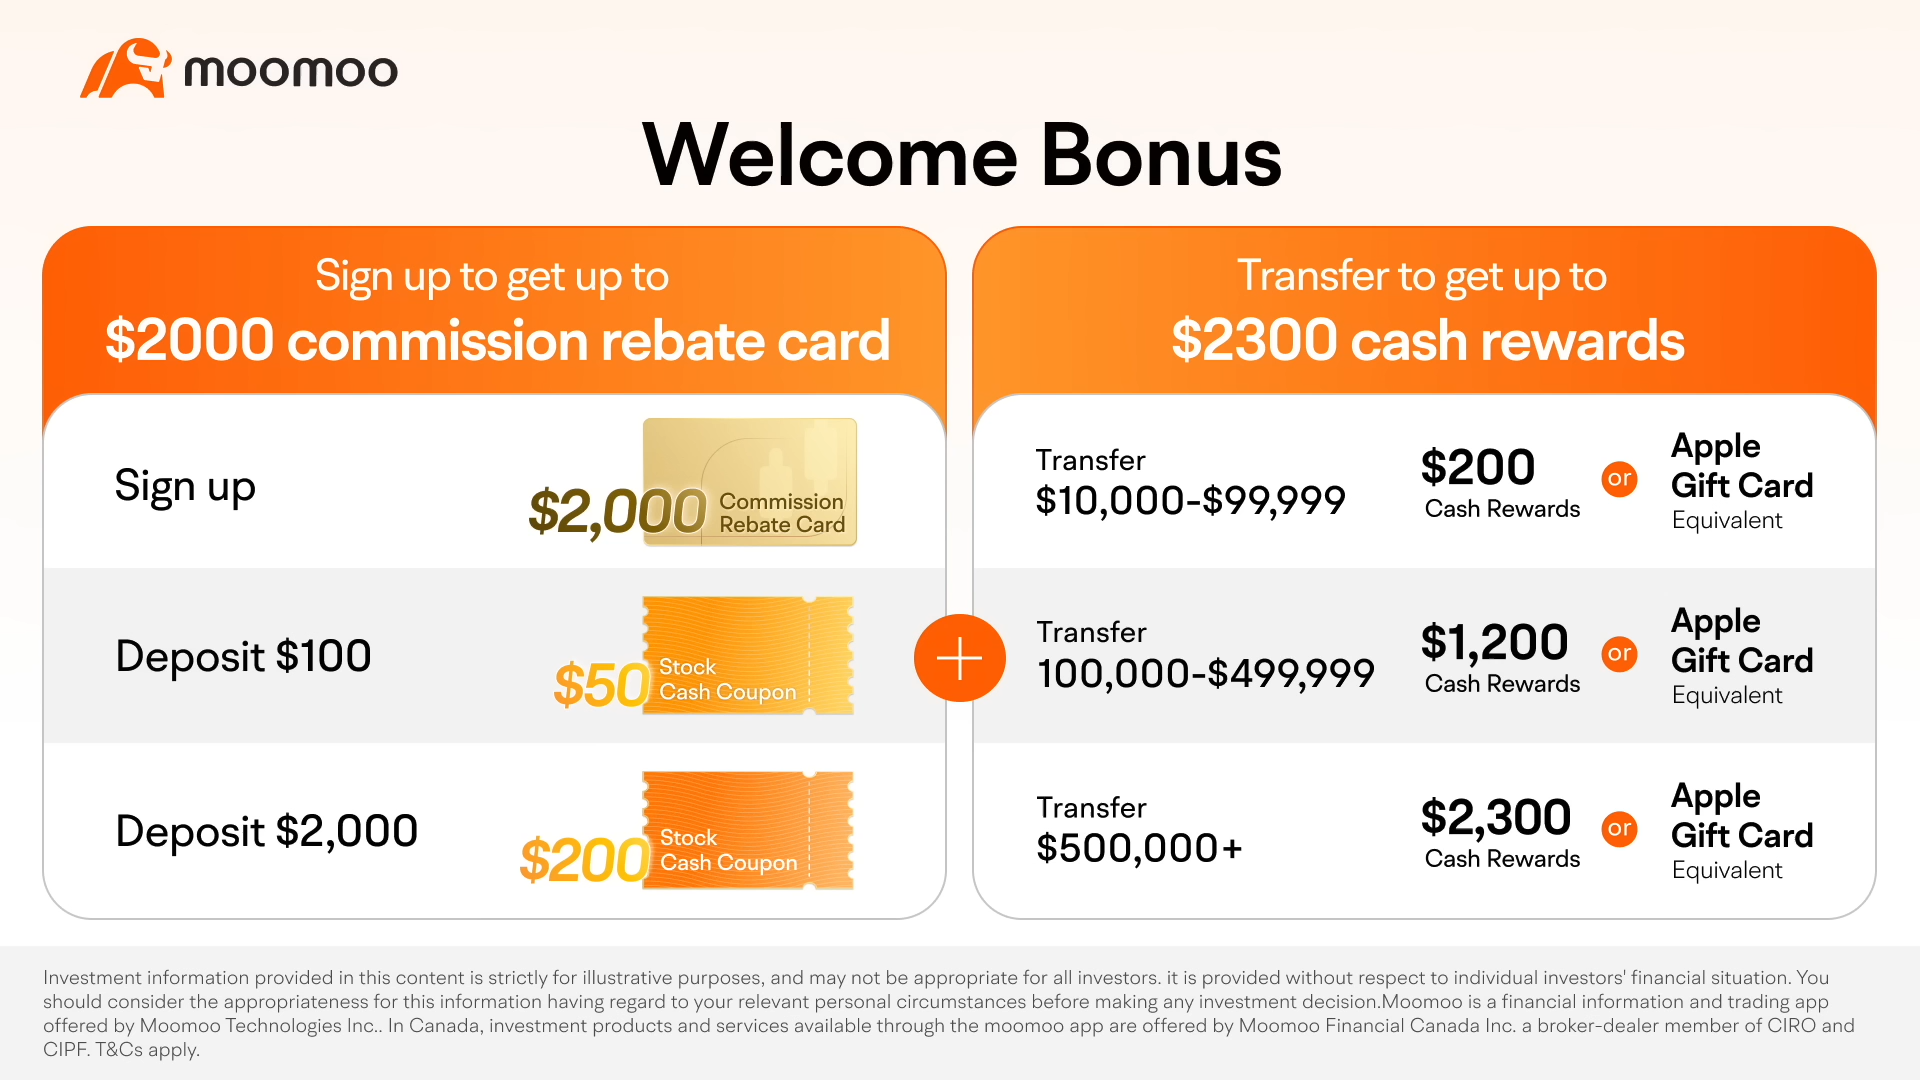 moomoo
Welcome Bonus
Sign up to get up to
$2000 commission rebate card
Sign up
$2,000
Commission
Rebate Card
Deposit $100
$50
Stock
Cash Coupon
Deposit $2,000
$200
Stock
Cash Coupon
+
Transfer to get up to
$2300 cash rewards
Transfer
$10,000-$99,999
$200
Cash Rewards
or
Apple
Gift Card
Equivalent
Transfer
100,000-$499,999
$1,200
Cash Rewards
or
Apple
Gift Card
Equivalent
Transfer
$500,000+
$2,300
Cash Rewards
or
Apple
Gift Card
Equivalent
Investment information provided in this content is strictly for illustrative purposes, and may not be appropriate for all investors. it is provided without respect to individual investors' financial situation. You
should consider the appropriateness for this information having regard to your relevant personal circumstances before making any investment decision.Moomoo is a financial information and trading app
offered by Moomoo Technologies Inc.. In Canada, investment products and services available through the moomoo app are offered by Moomoo Financial Canada Inc. a broker-dealer member of CIRO and
CIPF. T&Cs apply.